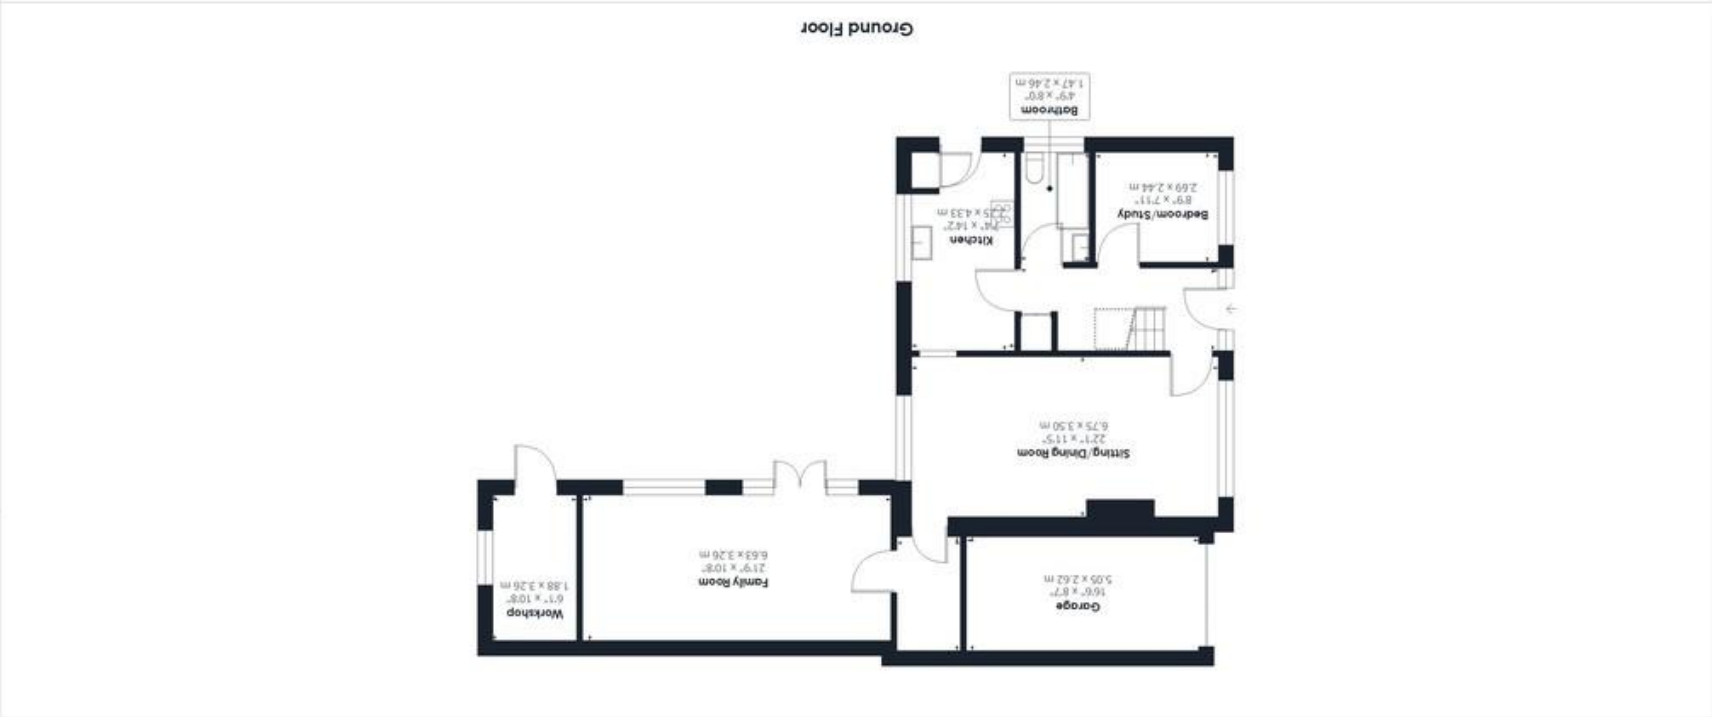 Garage
16'6" x 8'7"
5.05 x 2.62 m
Family Room
21'9" x 10'8"
6.63 x 3.26 m
Workshop
6'1" x 10'8"
1.88 x 3.26 m
Sitting/Dining Room
22'1" x 11'5"
6.75 x 3.50 m
Bedroom/Study
8'9" x 7'11"
2.69 x 2.44 m
Kitchen
7'4" x 14'2"
2.25 x 4.33 m
Bathroom
4'9" x 8'0"
1.47 x 2.46 m
Ground Floor